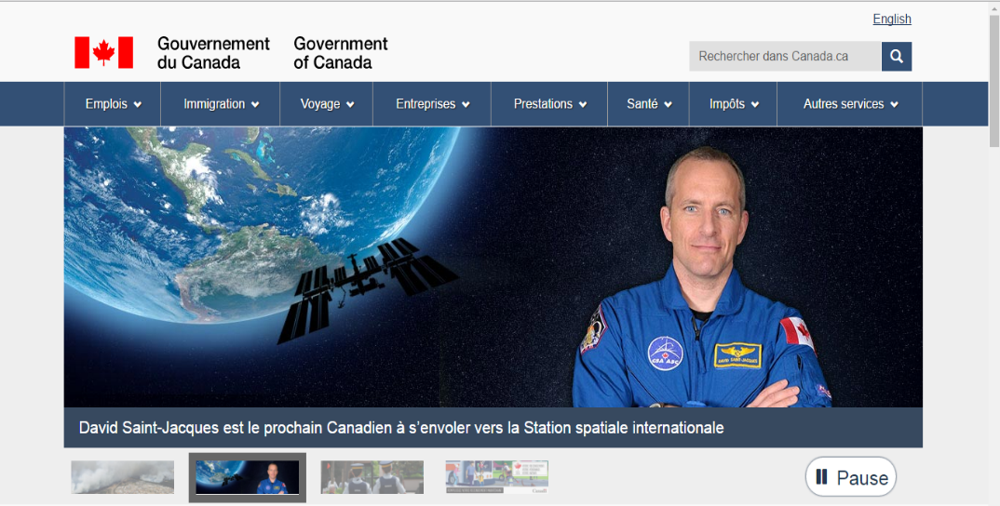 English
Gouvernement
du Canada
Government
of Canada
Rechercher dans Canada.ca
Emplois
Immigration
Voyage
Entreprises
Prestations
Santé
Impôts
Autres services
CSA ASC
DAVID SAINT-JACQUES
David Saint-Jacques est le prochain Canadien à s’envoler vers la Station spatiale internationale
Pause